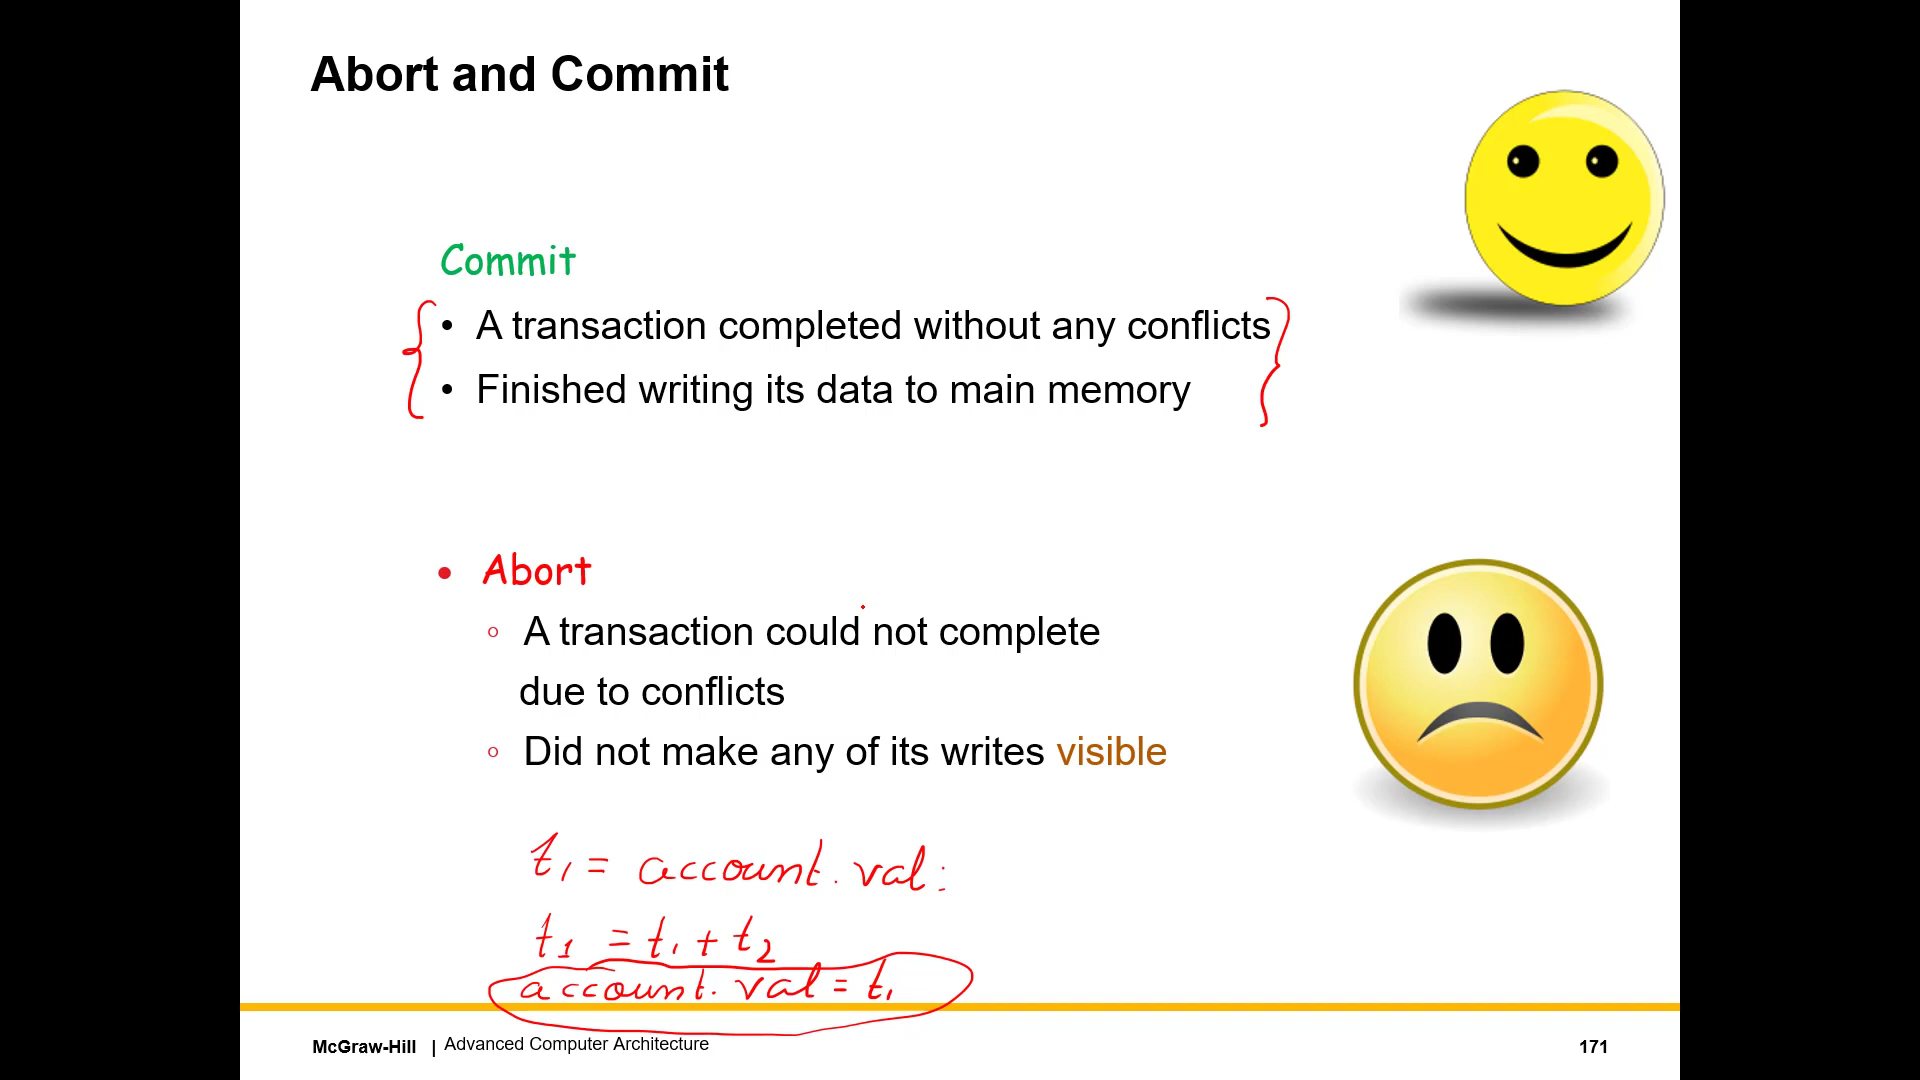 Abort and Commit
Commit
• A transaction completed without any conflicts
• Finished writing its data to main memory
• Abort
○ A transaction could not complete
due to conflicts
○ Did not make any of its writes visible
t₁ = account.val;
t₁ = t₁ + t₂
account.val = t₁
McGraw-Hill | Advanced Computer Architecture
171